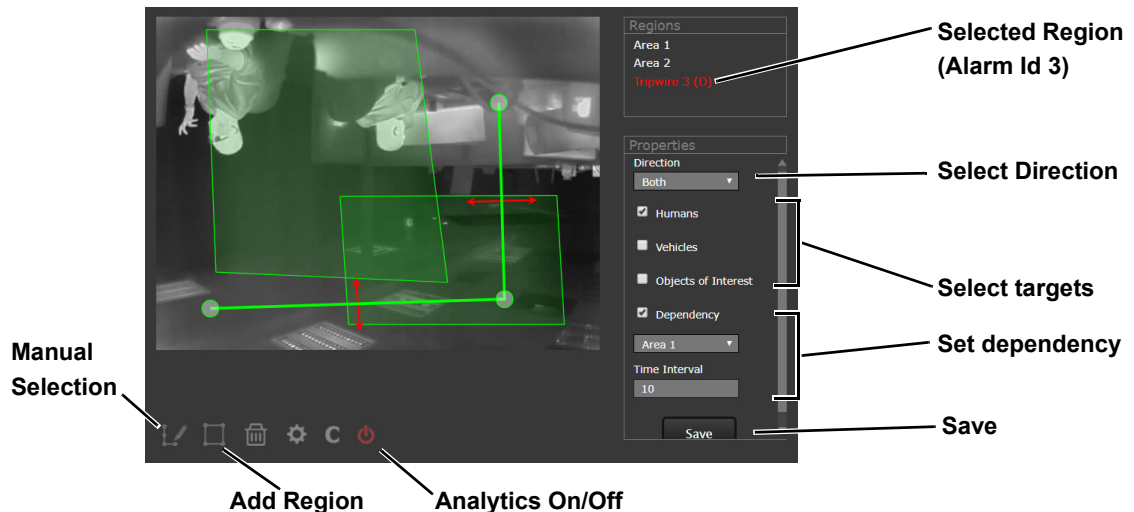 Regions
Area 1
Area 2
Tripwire 3 (D)
Selected Region
(Alarm Id 3)
Properties
Direction
Both
Select Direction
Humans
Vehicles
Objects of Interest
Select targets
Dependency
Area 1
Set dependency
Time Interval
10
Save
Save
Manual
Selection
C
Add Region
Analytics On/Off